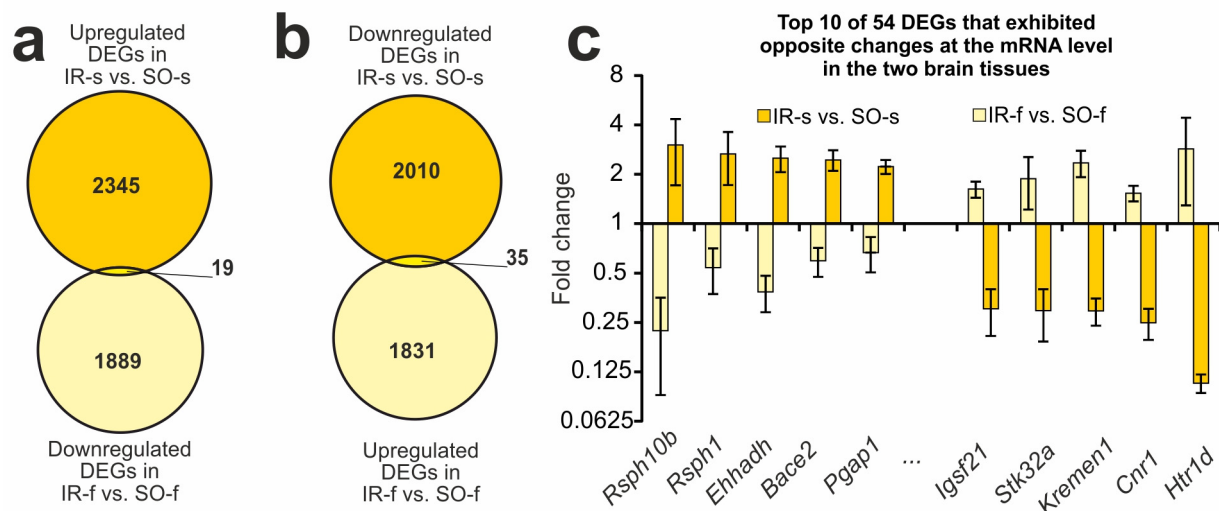 a
Upregulated
DEGs in
IR-s vs. SO-s
2345
19
1889
Downregulated
DEGs in
IR-f vs. SO-f
b
Downregulated
DEGs in
IR-s vs. SO-s
2010
35
1831
Upregulated
DEGs in
IR-f vs. SO-f
c
Top 10 of 54 DEGs that exhibited
opposite changes at the mRNA level
in the two brain tissues
IR-s vs. SO-s
IR-f vs. SO-f
Fold change
8
4
2
1
0.5
0.25
0.125
0.0625
Rsph10b
Rsph1
Ehhadh
Bace2
Pgap1
...
Igsf21
Stk32a
Kremen1
Cnr1
Htr1d